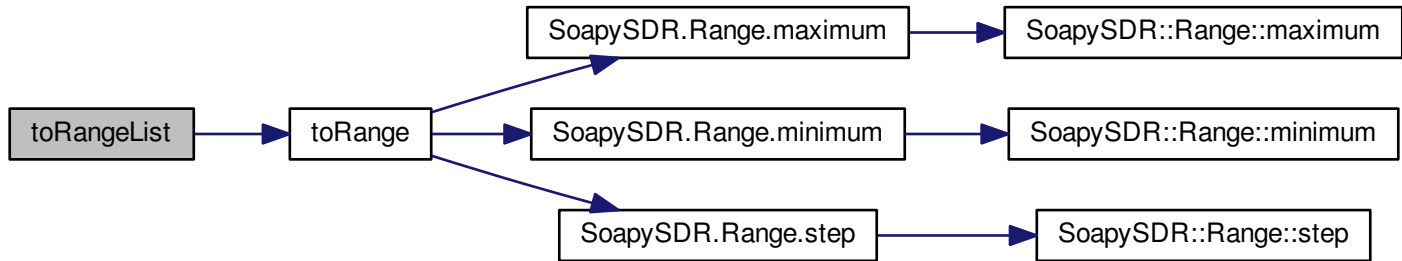 SoapySDR.Range.maximum
SoapySDR::Range::maximum
toRangeList
toRange
SoapySDR.Range.minimum
SoapySDR::Range::minimum
SoapySDR.Range.step
SoapySDR::Range::step